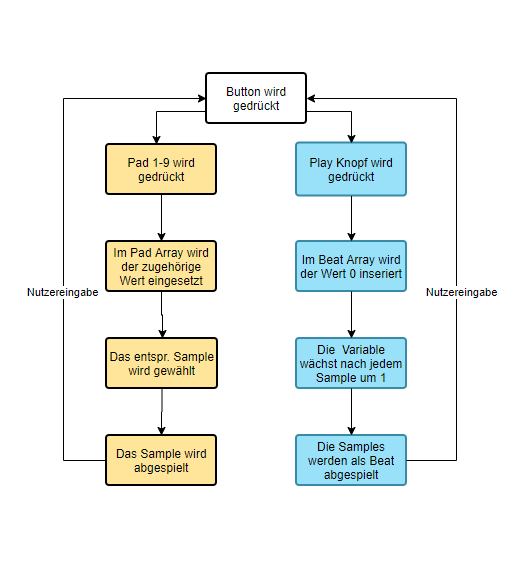 Button wird
gedrückt
Pad 1-9 wird
gedrückt
Play Knopf wird
gedrückt
Im Pad Array wird
der zugehörige
Wert eingesetzt
Im Beat Array wird
der Wert 0 inseriert
Nutzereingabe
Nutzereingabe
Das entspr. Sample
wird gewählt
Die Variable
wächst nach jedem
Sample um 1
Das Sample wird
abgespielt
Die Samples
werden als Beat
abgespielt